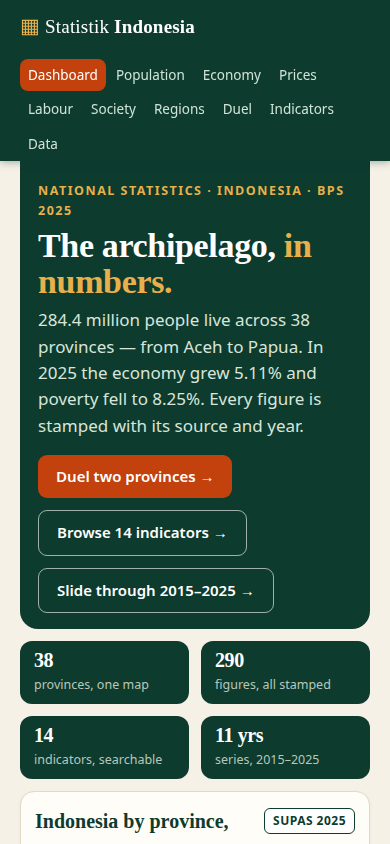 Statistik Indonesia
Dashboard Population Economy Prices
Labour Society Regions Duel Indicators
Data
NATIONAL STATISTICS · INDONESIA · BPS
2025
The archipelago, in
numbers.
284.4 million people live across 38
provinces — from Aceh to Papua. In
2025 the economy grew 5.11% and
poverty fell to 8.25%. Every figure is
stamped with its source and year.
Duel two provinces →
Browse 14 indicators →
Slide through 2015–2025 →
38
provinces, one map
290
figures, all stamped
14
indicators, searchable
11 yrs
series, 2015–2025
Indonesia by province,
SUPAS 2025